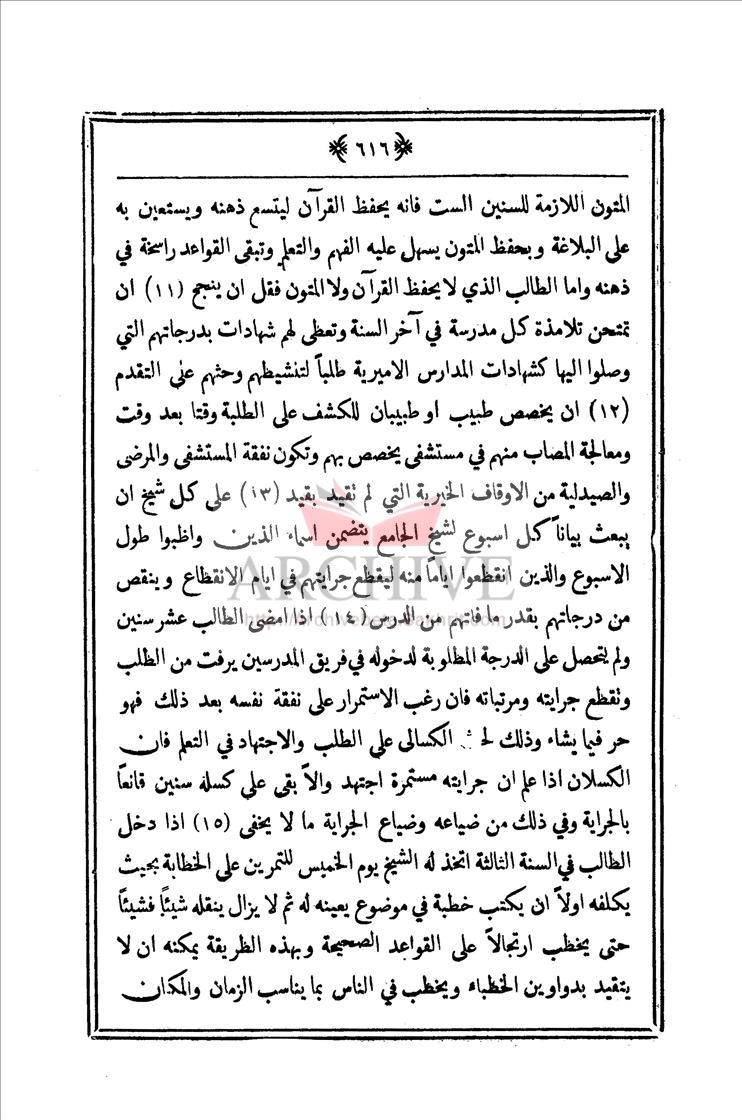 ٦١٦
المتون اللازمة للسنين الست فانه يحفظ القرآن ليتسع ذهنه ويستعين به
على البلاغة وبحفظ المتون يسهل عليه الفهم والتعلم وتبقى القواعد راسخة في
ذهنه واما الطالب الذي لا يحفظ القرآن ولا المتون فقل ان ينجح (١١) ان
تمتحن تلامذة كل مدرسة في آخر السنة وتعطى لهم شهادات بدرجاتهم التي
وصلوا اليها كشهادات المدارس الاميرية طلباً لتنشيطهم وحثهم على التقدم
(١٢) ان يخصص طبيب او طبيبان للكشف على الطلبة وقتا بعد وقت
ومعالجة المصاب منهم في مستشفى يخصص بهم وتكون نفقة المستشفى والمرضى
والصيدلية من الاوقاف الخيرية التي لم تقيد بقيد (١٣) على كل شيخ ان
يبعث بياناً كل اسبوع لشيخ الجامع يتضمن اسماء الذين واظبوا طول
الاسبوع والذين انقطعوا اياماً منه ليقطع جرايتهم في ايام الانقطاع وينقص
من درجاتهم بقدر ما فاتهم من الدرس (١٤) اذا امضى الطالب عشر سنين
ولم يتحصل على الدرجة المطلوبة لدخوله في فريق المدرسين يرفت من الطلب
وتقطع جرايته ومرتباته فان رغب الاستمرار على نفقة نفسه بعد ذلك فهو
حر فيما يشاء وذلك الكسالى على الطلب والاجتهاد في التعلم فان
الكسلان اذا علم ان جرايته مستمرة اجتهد والاّ بقى على كسله سنين قانعاً
بالجراية وفي ذلك من ضياعه وضياع الجراية ما لا يخفى (١٥) اذا دخل
الطالب في السنة الثالثة اتخذ له الشيخ يوم الخميس للتمرين على الخطابة بحيث
يكلفه اولاً ان يكتب خطبة في موضوع يعينه له ثم لا يزال ينقله شيئاً فشيئاً
حتى يخطب ارتجالاً على القواعد الصحيحة وبهذه الطريقة يمكنه ان لا
يتقيد بدواوين الخطباء ويخطب في الناس بما يناسب الزمان والمكان
ARCHIVE